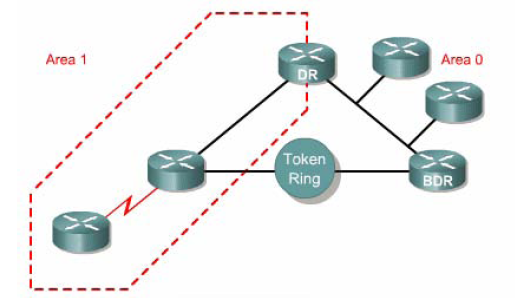 Area 1
DR
Area 0
Token
Ring
BDR